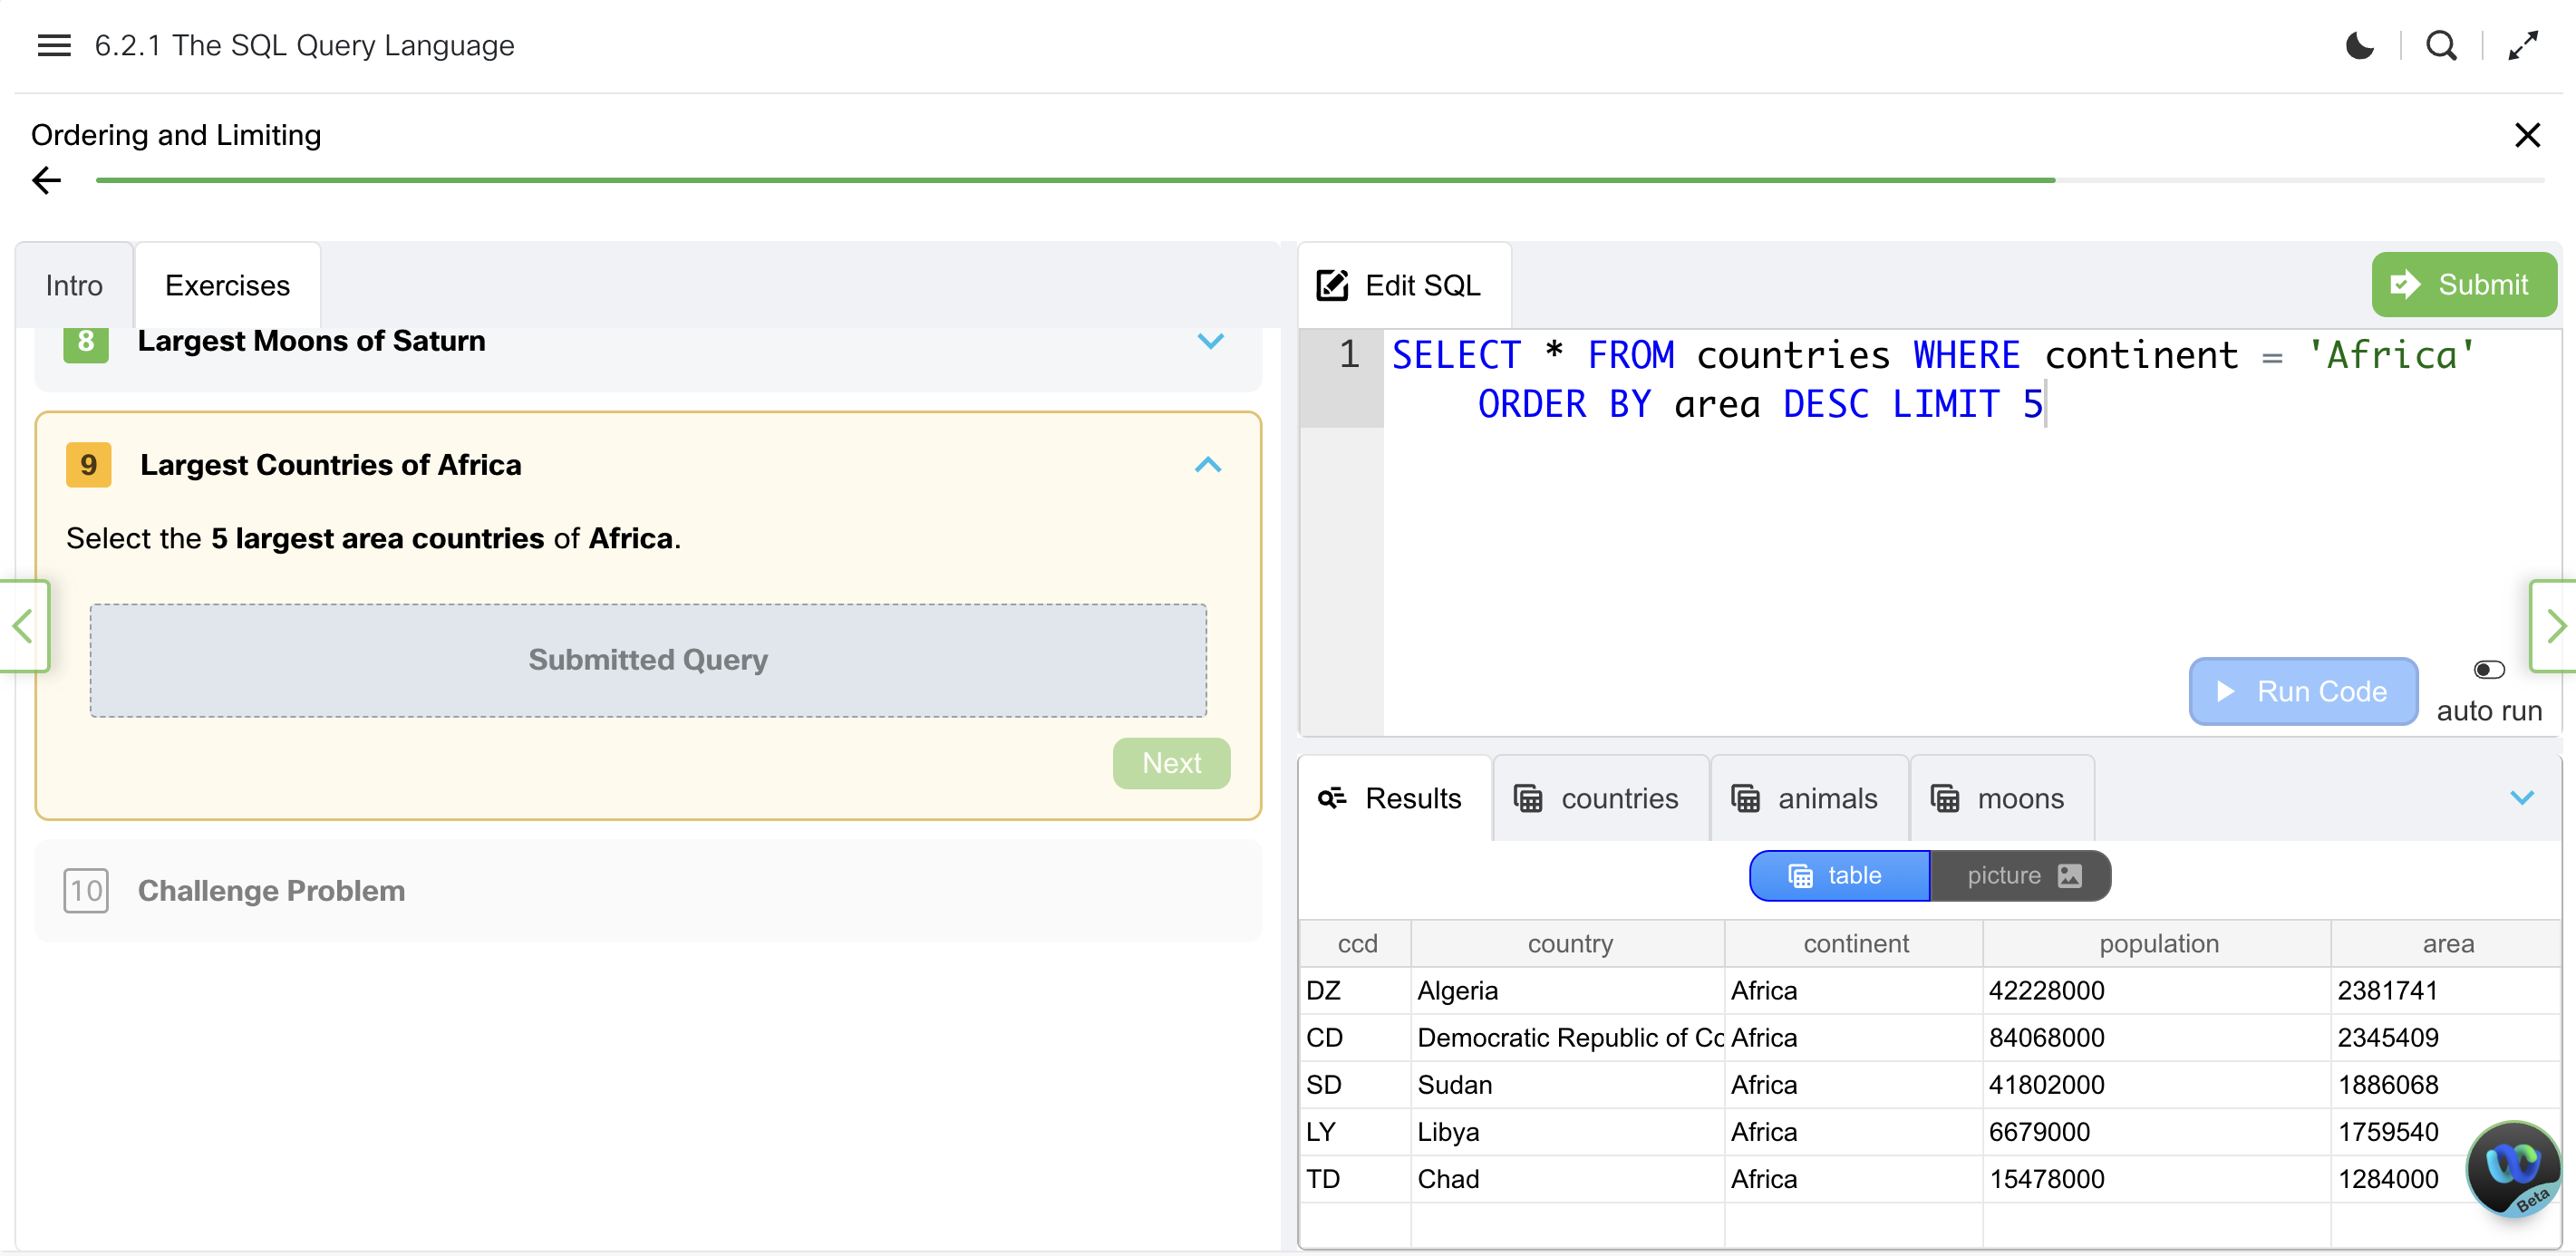 6.2.1 The SQL Query Language
Ordering and Limiting
Intro
Exercises
8 Largest Moons of Saturn
9 Largest Countries of Africa
Select the 5 largest area countries of Africa.
Submitted Query
Next
10 Challenge Problem
Edit SQL
Submit
1 SELECT * FROM countries WHERE continent = 'Africa'
ORDER BY area DESC LIMIT 5
Run Code
auto run
Results
countries
animals
moons
table
picture
ccd country continent population area
DZ Algeria Africa 42228000 2381741
CD Democratic Republic of Co Africa 84068000 2345409
SD Sudan Africa 41802000 1886068
LY Libya Africa 6679000 1759540
TD Chad Africa 15478000 1284000
Beta